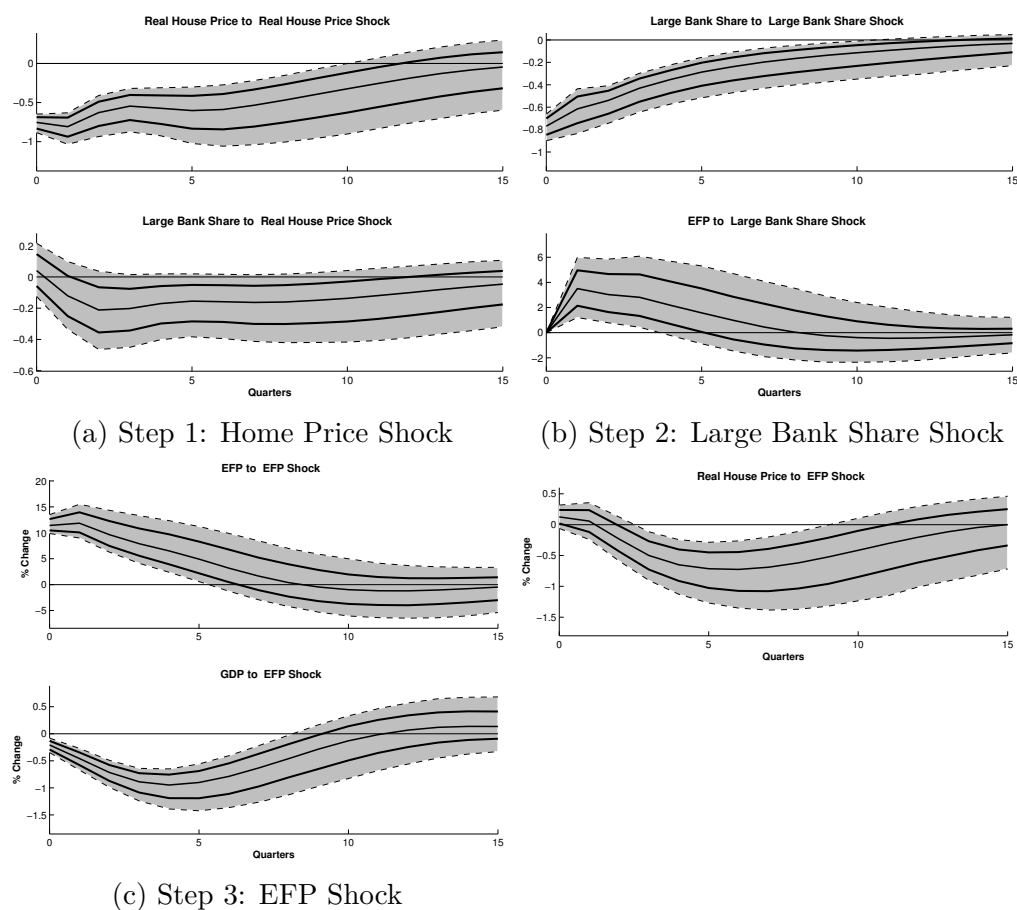 Real House Price to Real House Price Shock
0
−0.5
−1
0 5 10 15
Large Bank Share to Real House Price Shock
0.2
0
−0.2
−0.4
−0.6
0 5 10 15
Quarters
(a) Step 1: Home Price Shock
Large Bank Share to Large Bank Share Shock
0
−0.2
−0.4
−0.6
−0.8
−1
0 5 10 15
EFP to Large Bank Share Shock
6
4
2
0
−2
0 5 10 15
Quarters
(b) Step 2: Large Bank Share Shock
EFP to EFP Shock
20
15
10
5
0
−5
% Change
0 5 10 15
Real House Price to EFP Shock
0.5
0
−0.5
−1
−1.5
% Change
0 5 10 15
Quarters
GDP to EFP Shock
0.5
0
−0.5
−1
−1.5
% Change
0 5 10 15
Quarters
(c) Step 3: EFP Shock